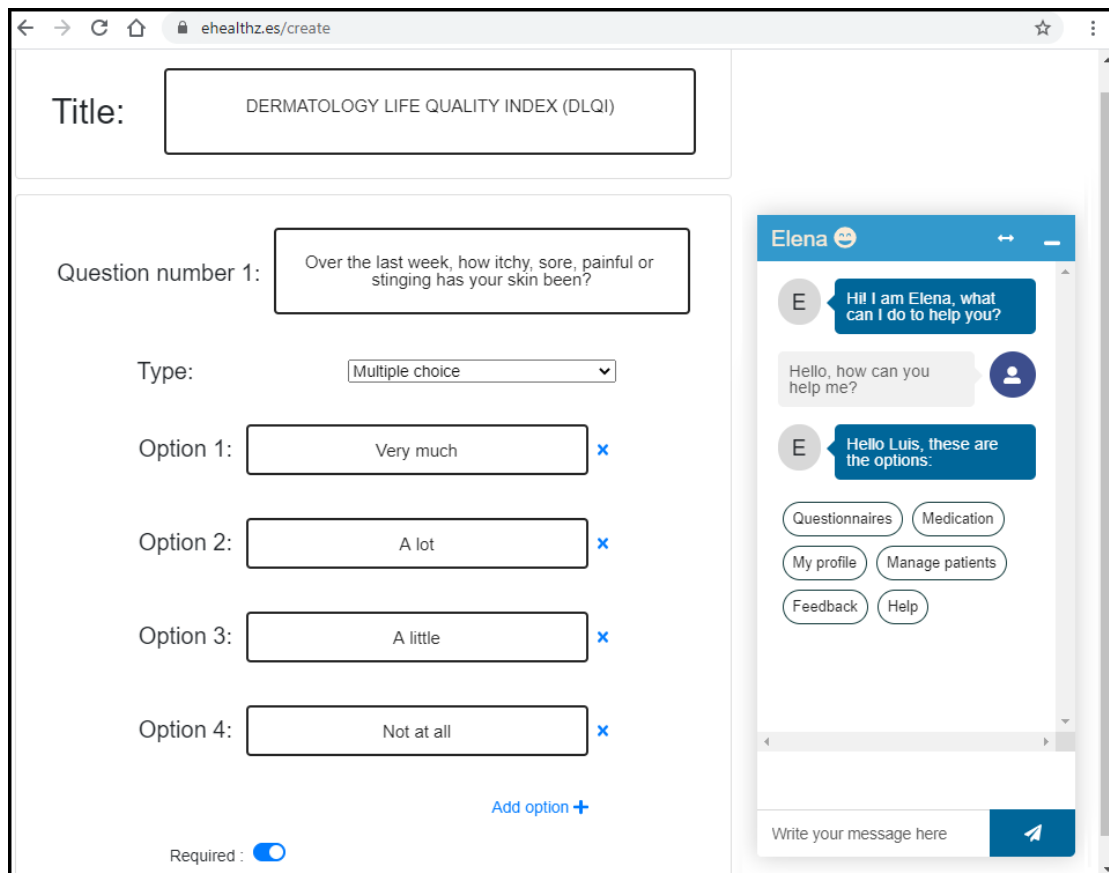 ehealthz.es/create
Title:
DERMATOLOGY LIFE QUALITY INDEX (DLQI)
Question number 1:
Over the last week, how itchy, sore, painful or
stinging has your skin been?
Type:
Multiple choice
Option 1:
Very much
Option 2:
A lot
Option 3:
A little
Option 4:
Not at all
Add option
Required :
Elena
E
Hi! I am Elena, what
can I do to help you?
Hello, how can you
help me?
E
Hello Luis, these are
the options:
Questionnaires
Medication
My profile
Manage patients
Feedback
Help
Write your message here